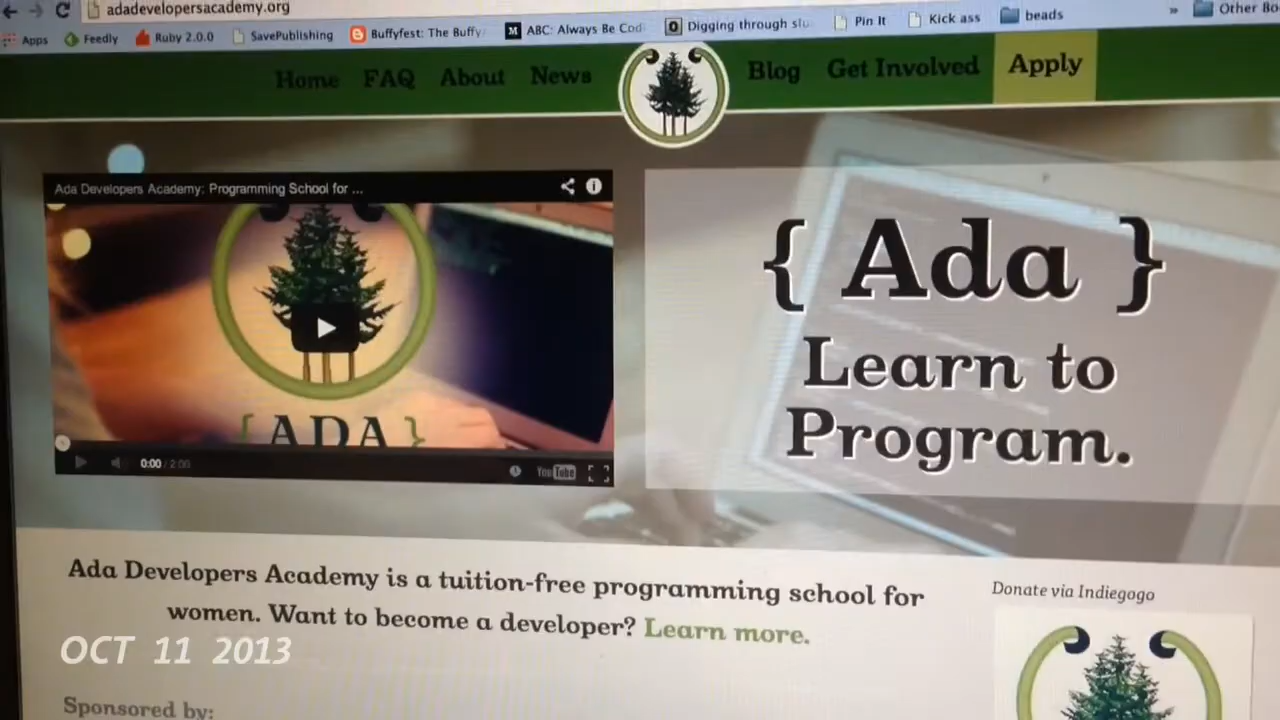 adadevelopersacademy.org
Apps Feedly Ruby 2.0.0 SavePublishing Buffyfest: The Buffy ABC: Always Be Cod Digging through slu Pin It Kick ass beads » Other Bo
Home FAQ About News Blog Get Involved Apply
Ada Developers Academy: Programming School for ...
{ ADA }
0:00 / 2:00 YouTube
{ Ada }
Learn to
Program.
Ada Developers Academy is a tuition-free programming school for
women. Want to become a developer? Learn more.
Donate via Indiegogo
OCT 11 2013
Sponsored by: